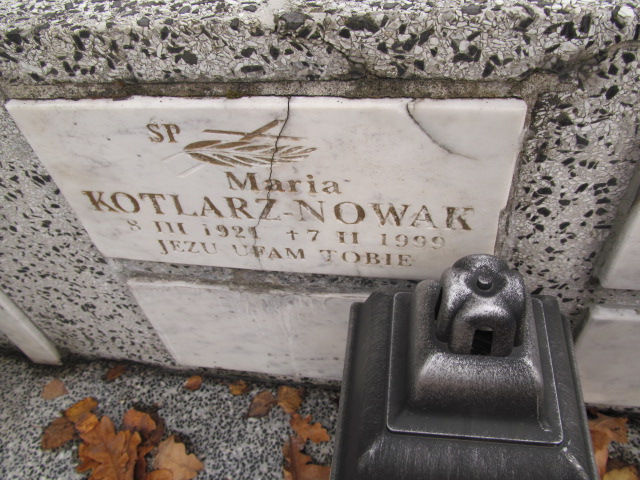 SP
Maria
KOTLARZ-NOWAK
8 III 1921 +7 II 1999
JEZU UFAM TOBIE